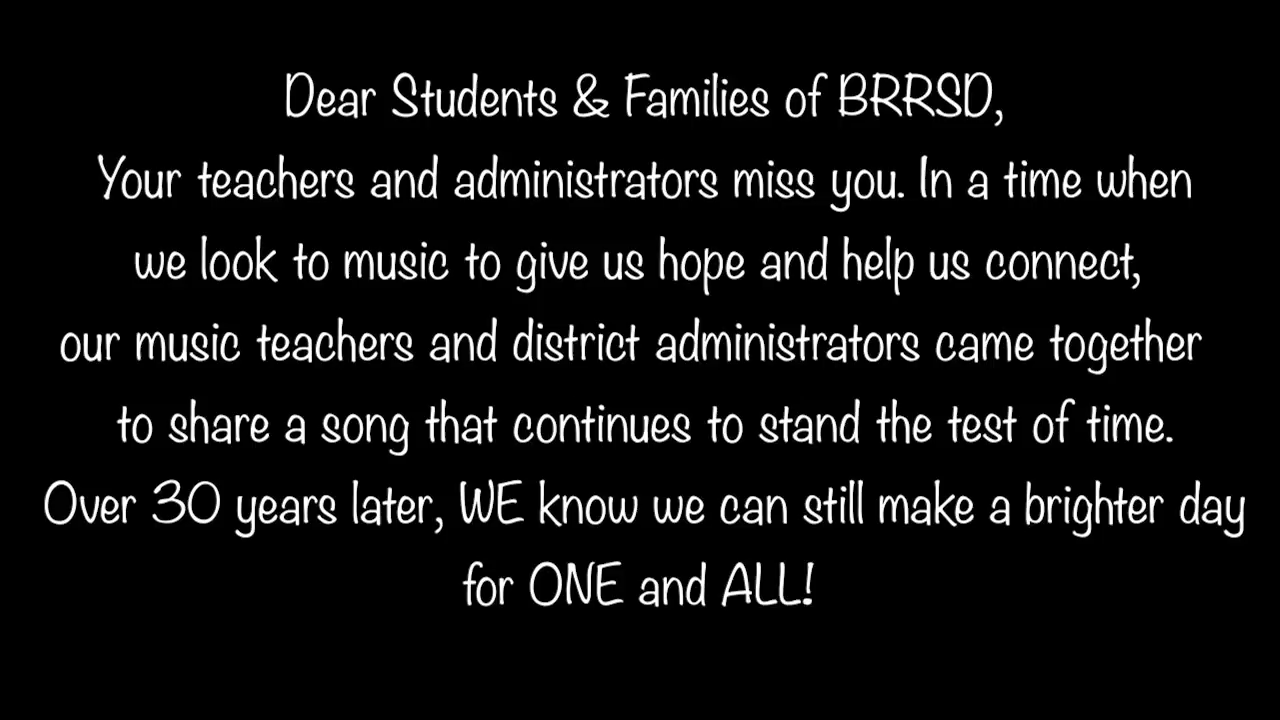 Dear Students & Families of BRRSD,
Your teachers and administrators miss you. In a time when
we look to music to give us hope and help us connect,
our music teachers and district administrators came together
to share a song that continues to stand the test of time.
Over 30 years later, WE know we can still make a brighter day
for ONE and ALL!